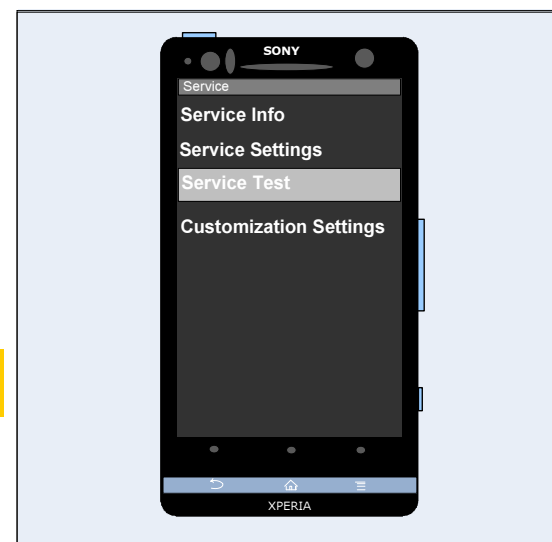 SONY
Service
Service Info
Service Settings
Service Test
Customization Settings
XPERIA